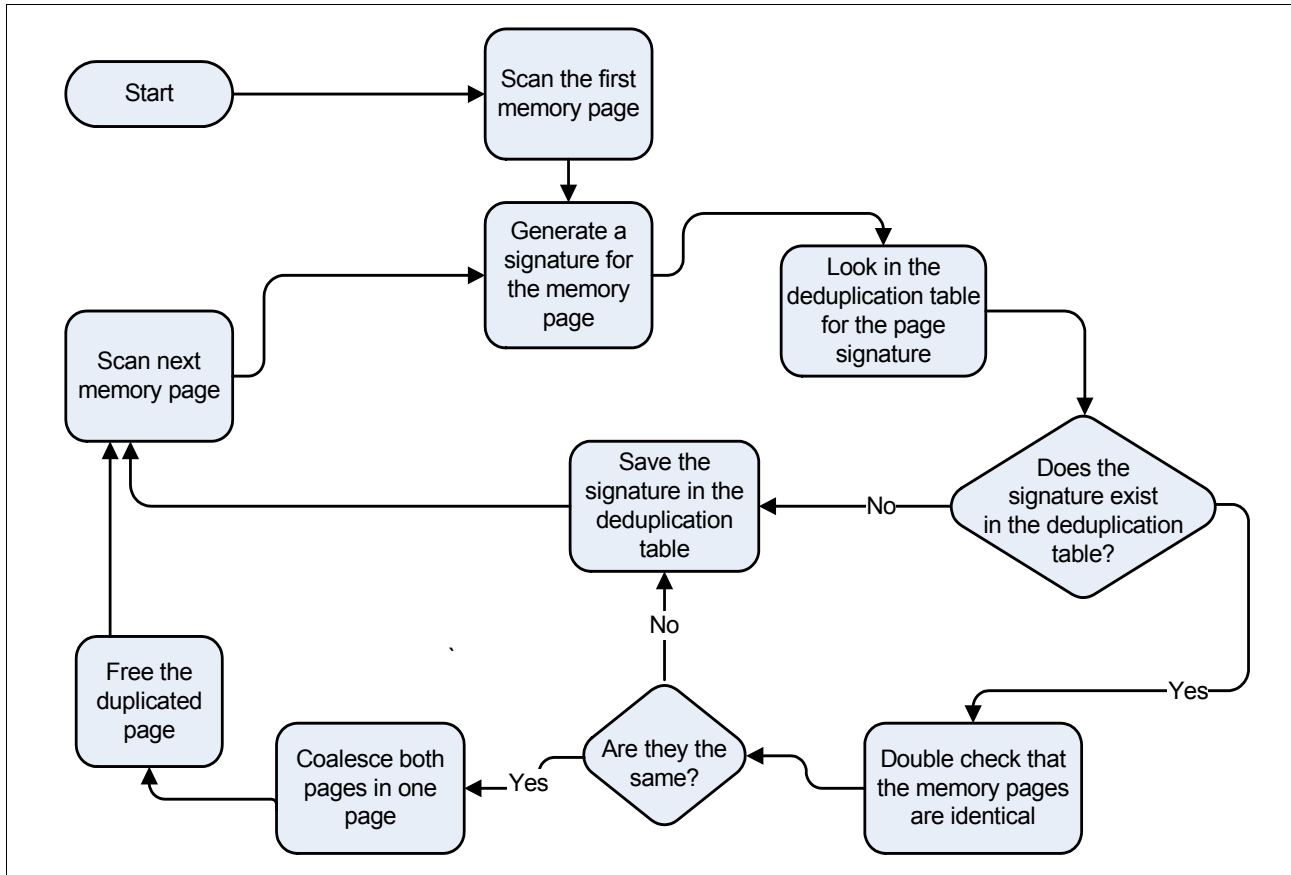 Start
Scan the first
memory page
Generate a
signature for
the memory
page
Look in the
deduplication table
for the page
signature
Scan next
memory page
Save the
signature in the
deduplication
table
Does the
signature exist
in the deduplication
table?
No
No
Yes
Free the
duplicated
page
Coalesce both
pages in one
page
Yes
Are they the
same?
Double check that
the memory pages
are identical